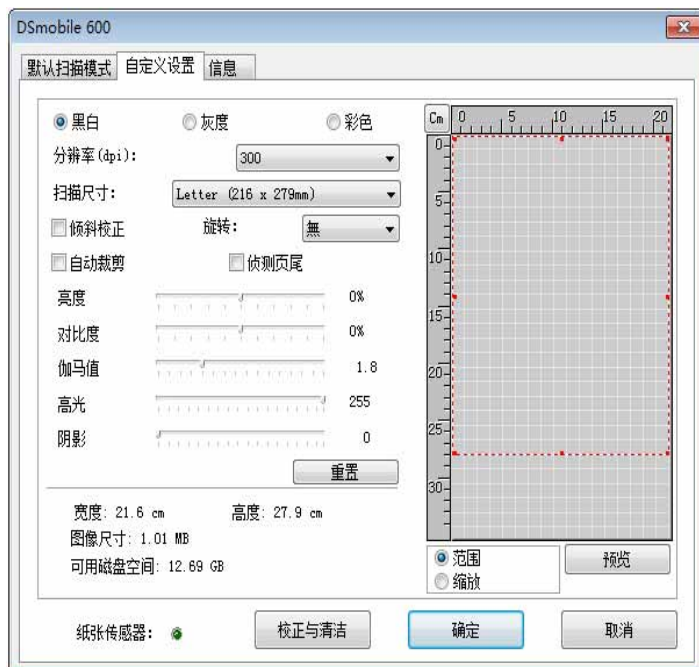 DSmobile 600
默认扫描模式 自定义设置 信息
黑白 灰度 彩色
分辨率(dpi): 300
扫描尺寸: Letter (216 x 279mm)
倾斜校正 旋转: 無
自动裁剪 侦测页尾
亮度 0%
对比度 0%
伽马值 1.8
高光 255
阴影 0
重置
宽度: 21.6 cm 高度: 27.9 cm
图像尺寸: 1.01 MB
可用磁盘空间: 12.69 GB
Cm 0 5 10 15 20
0
5
10
15
20
25
30
范围
缩放
预览
纸张传感器: 校正与清洁 确定 取消